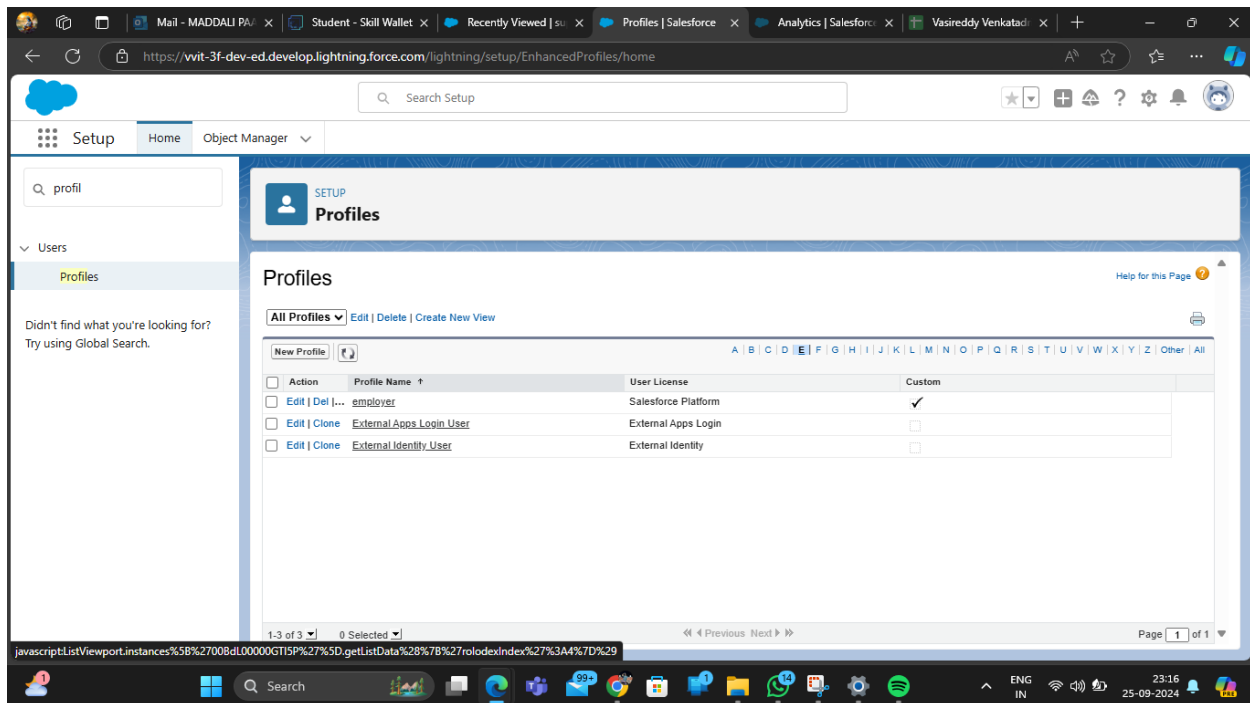 Mail - MADDALI PA
Student - Skill Wallet
Recently Viewed | su
Profiles | Salesforce
Analytics | Salesforce
Vasireddy Venkatadr
https://vvit-3f-dev-ed.develop.lightning.force.com/lightning/setup/EnhancedProfiles/home
Search Setup
Setup Home Object Manager
profil
Users
Profiles
Didn't find what you're looking for?
Try using Global Search.
SETUP
Profiles
Profiles
Help for this Page
All Profiles Edit | Delete | Create New View
New Profile
A | B | C | D | E | F | G | H | I | J | K | L | M | N | O | P | Q | R | S | T | U | V | W | X | Y | Z | Other | All
Action Profile Name User License Custom
Edit | Del |... employer Salesforce Platform
Edit | Clone External Apps Login User External Apps Login
Edit | Clone External Identity User External Identity
1-3 of 3 0 Selected Previous Next Page 1 of 1
javascript:ListViewport.instances%5B%2700BdL00000GTI5P%27%5D.getListData%28%7B%27rolodexIndex%27%3A4%7D%29
1
Search
99+
1
14
ENG
IN
23:16
25-09-2024
PRE